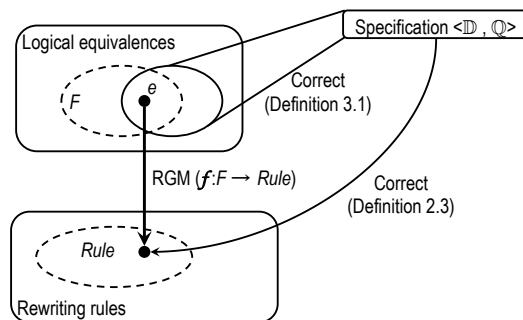 Logical equivalences
Specification <𝔻 , ℚ>
F
e
Correct
(Definition 3.1)
RGM (f:F → Rule)
Correct
(Definition 2.3)
Rule
Rewriting rules